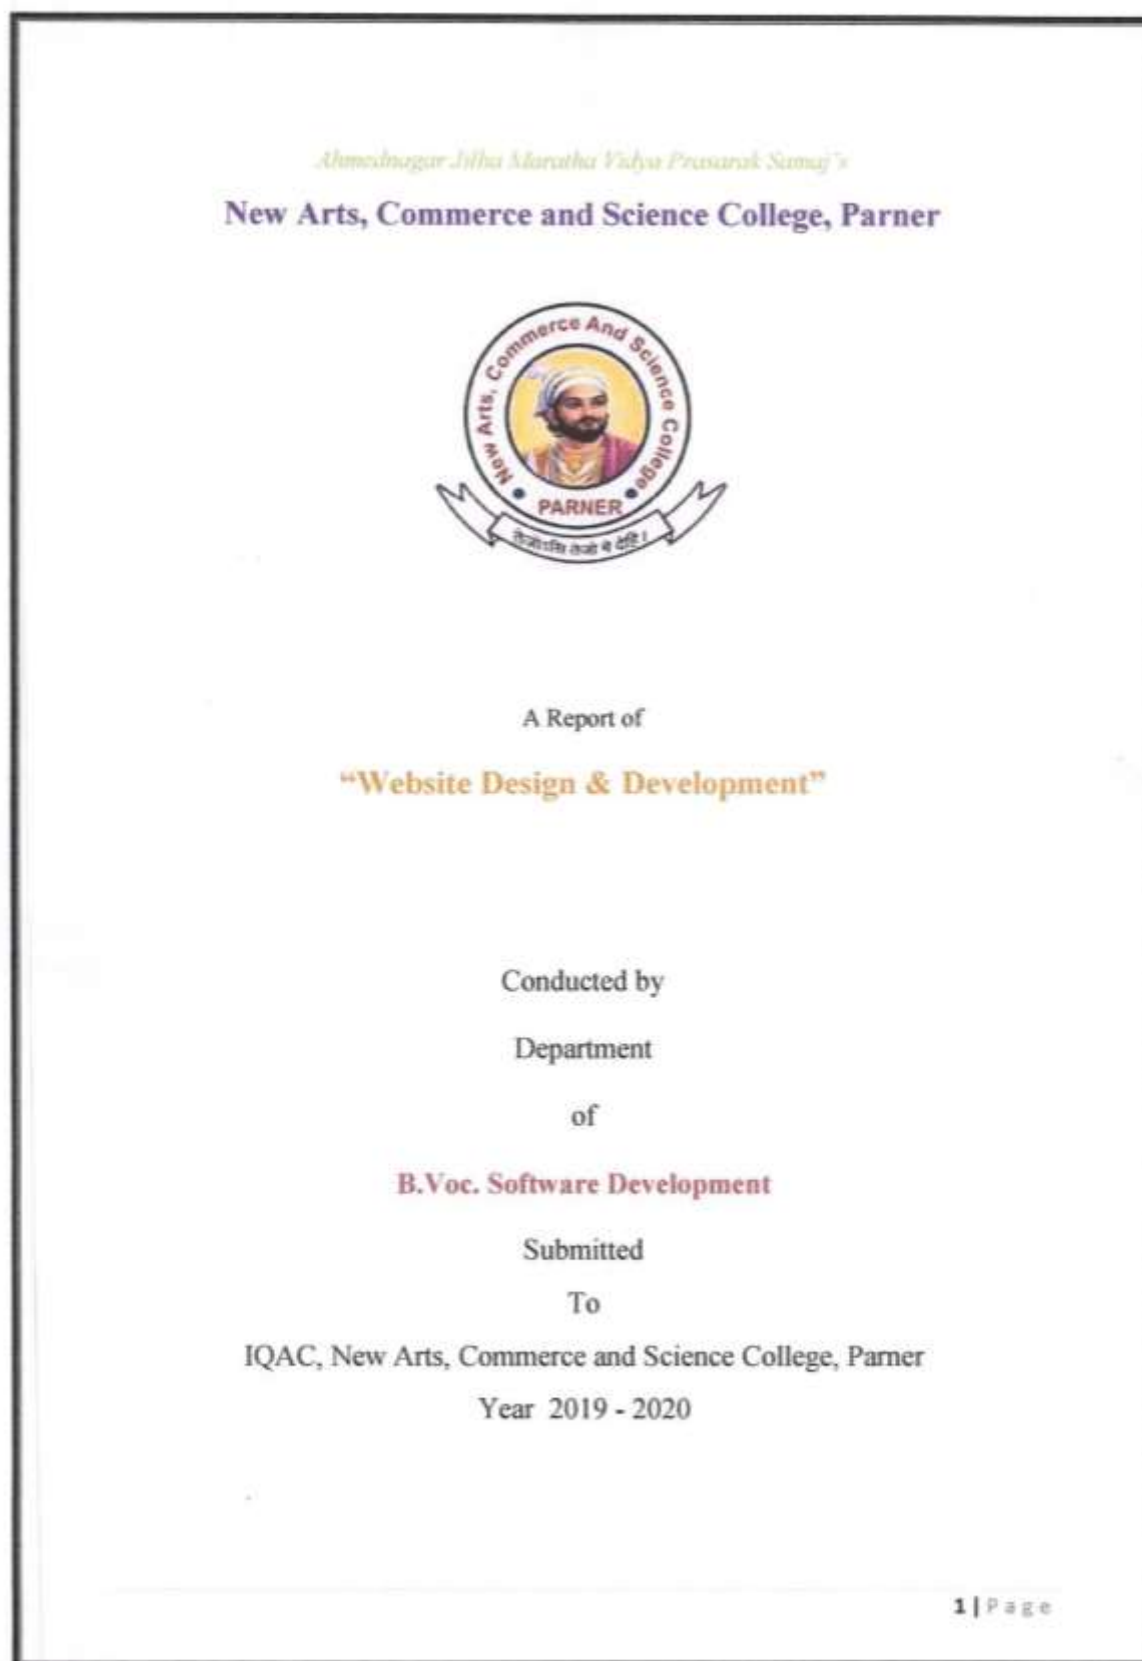 Ahmednagar Jilha Maratha Vidya Prasarak Samaj's
New Arts, Commerce and Science College, Parner
New Arts, Commerce And Science College
PARNER
तेजोऽसि तेजो मे देहि।
A Report of
“Website Design & Development”
Conducted by
Department
of
B.Voc. Software Development
Submitted
To
IQAC, New Arts, Commerce and Science College, Parner
Year 2019 - 2020
1 | Page